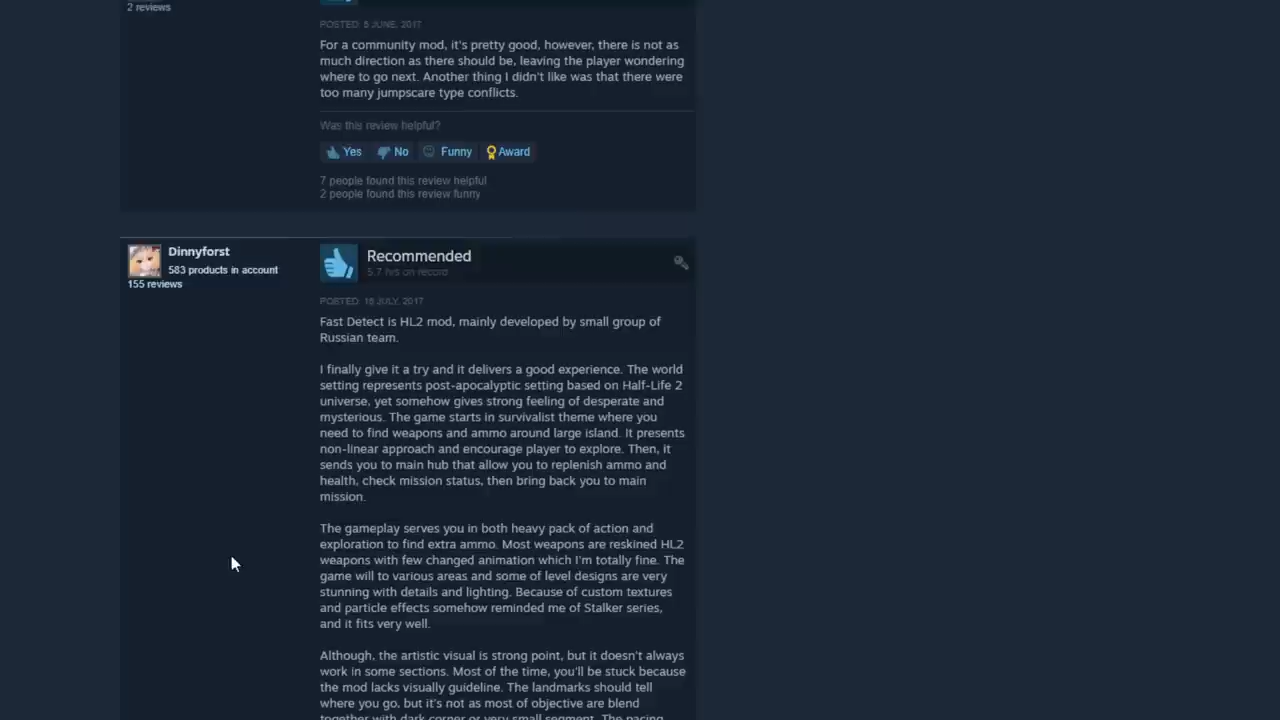 2 reviews
POSTED: 5 JUNE, 2017
For a community mod, it's pretty good, however, there is not as
much direction as there should be, leaving the player wondering
where to go next. Another thing I didn't like was that there were
too many jumpscare type conflicts.
Was this review helpful?
Yes No Funny Award
7 people found this review helpful
2 people found this review funny
Dinnyforst
583 products in account
155 reviews
Recommended
5.7 hrs on record
POSTED: 16 JULY, 2017
Fast Detect is HL2 mod, mainly developed by small group of
Russian team.
I finally give it a try and it delivers a good experience. The world
setting represents post-apocalyptic setting based on Half-Life 2
universe, yet somehow gives strong feeling of desperate and
mysterious. The game starts in survivalist theme where you
need to find weapons and ammo around large island. It presents
non-linear approach and encourage player to explore. Then, it
sends you to main hub that allow you to replenish ammo and
health, check mission status, then bring back you to main
mission.
The gameplay serves you in both heavy pack of action and
exploration to find extra ammo. Most weapons are reskined HL2
weapons with few changed animation which I'm totally fine. The
game will to various areas and some of level designs are very
stunning with details and lighting. Because of custom textures
and particle effects somehow reminded me of Stalker series,
and it fits very well.
Although, the artistic visual is strong point, but it doesn't always
work in some sections. Most of the time, you'll be stuck because
the mod lacks visually guideline. The landmarks should tell
where you go, but it's not as most of objective are blend
together with dark corner or very small segment. The pacing